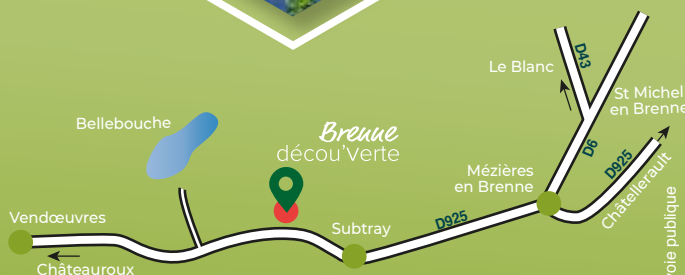 D43
Le Blanc
St Michel
en Brenne
Bellebouche
Brenne
décou'Verte
D6
D925
Mézières
en Brenne
Châtellerault
Vendœuvres
Subtray
D925
Châteauroux
voie publique